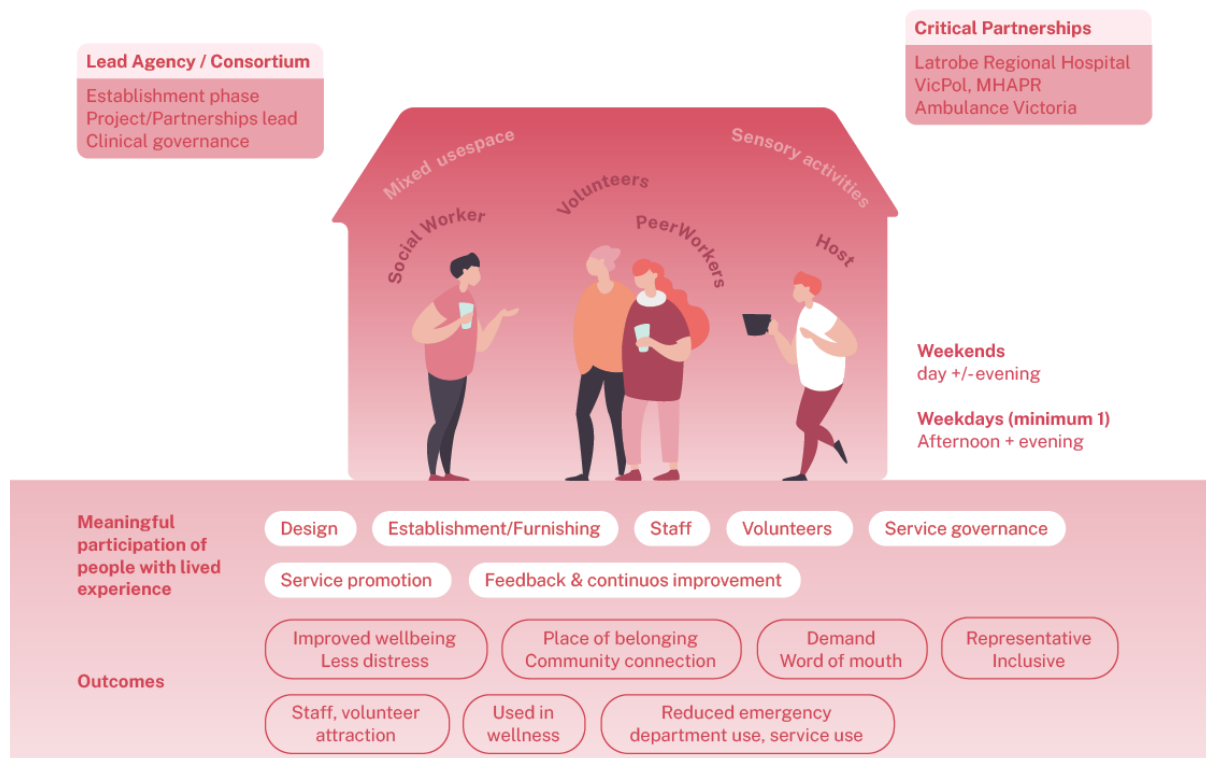 Lead Agency / Consortium
Establishment phase
Project/Partnerships lead
Clinical governance
Critical Partnerships
Latrobe Regional Hospital
VicPol, MHAPR
Ambulance Victoria
Mixed usespace
Sensory activities
Social Worker
Volunteers
PeerWorkers
Host
Weekends
day +/-evening
Weekdays (minimum 1)
Afternoon + evening
Meaningful
participation of
people with lived
experience
Design
Establishment/Furnishing
Staff
Volunteers
Service governance
Service promotion
Feedback & continuos improvement
Outcomes
Improved wellbeing
Less distress
Place of belonging
Community connection
Demand
Word of mouth
Representative
Inclusive
Staff, volunteer
attraction
Used in
wellness
Reduced emergency
department use, service use